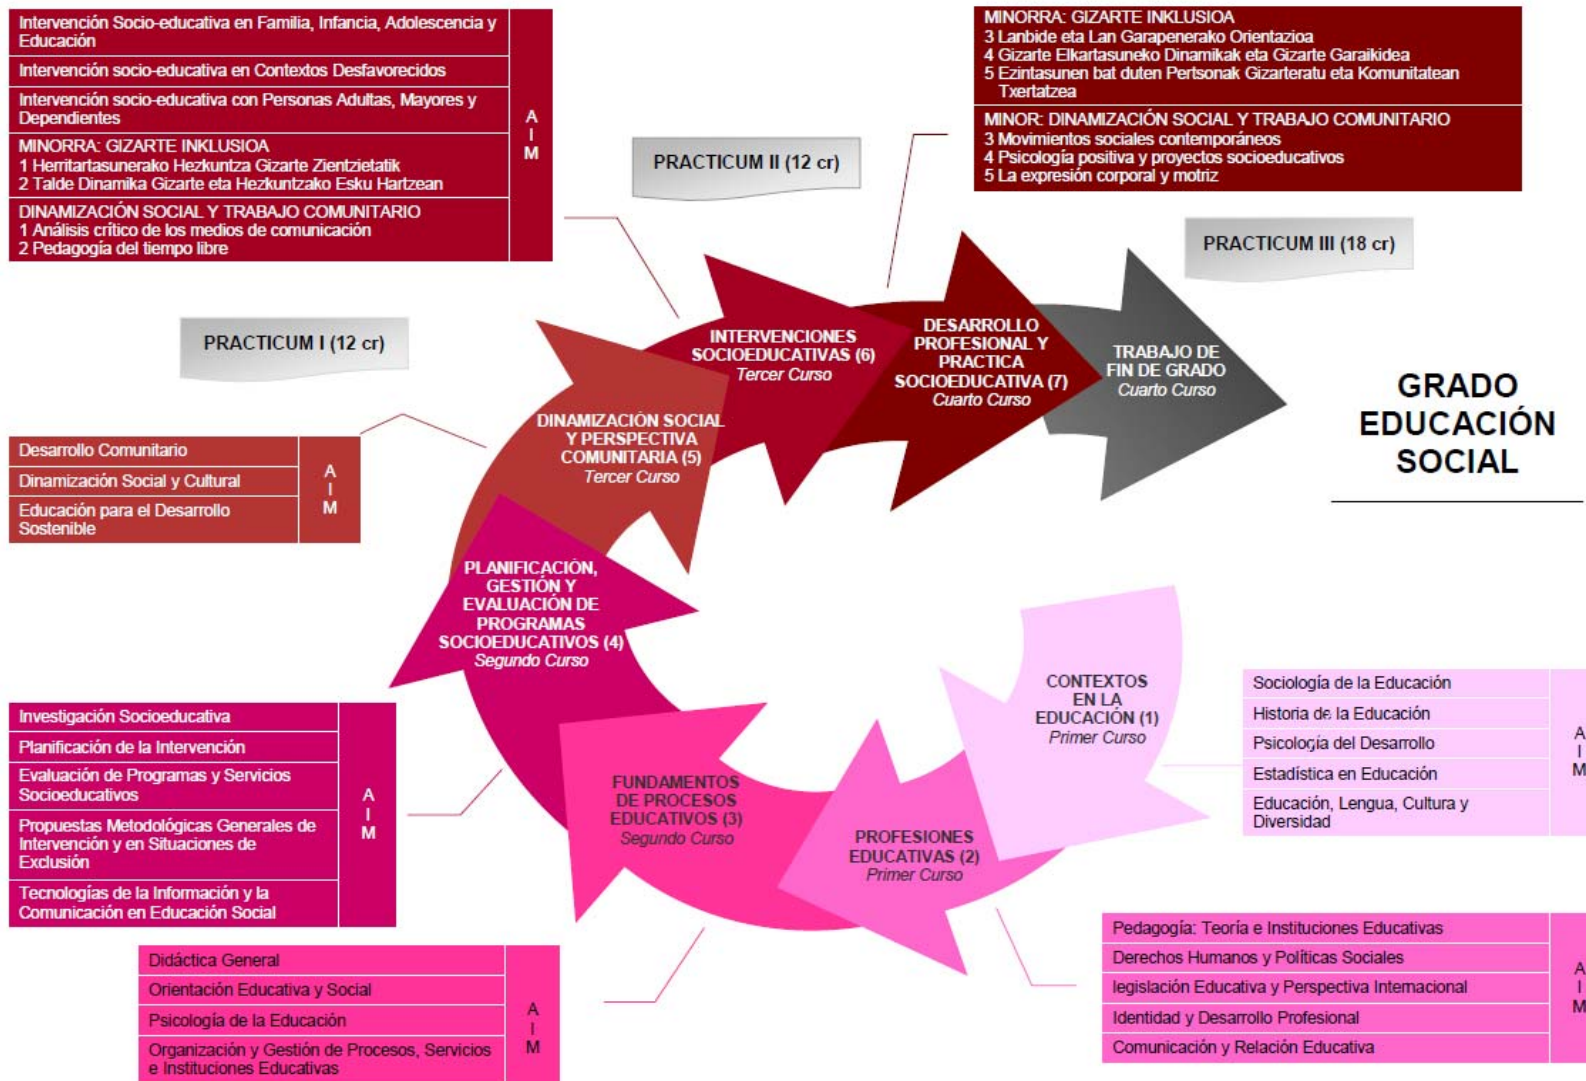 Intervención Socio-educativa en Familia, Infancia, Adolescencia y
Educación
Intervención socio-educativa en Contextos Desfavorecidos
Intervención socio-educativa con Personas Adultas, Mayores y
Dependientes
MINORRA: GIZARTE INKLUSIOA
1 Herritartasunerako Hezkuntza Gizarte Zientzietatik
2 Talde Dinamika Gizarte eta Hezkuntzako Esku Hartzean
DINAMIZACIÓN SOCIAL Y TRABAJO COMUNITARIO
1 Análisis crítico de los medios de comunicación
2 Pedagogía del tiempo libre
A
I
M
PRACTICUM II (12 cr)
MINORRA: GIZARTE INKLUSIOA
3 Lanbide eta Lan Garapenerako Orientazioa
4 Gizarte Elkartasuneko Dinamikak eta Gizarte Garaikidea
5 Ezintasunen bat duten Pertsonak Gizarteratu eta Komunitatean
Txertatzea
MINOR: DINAMIZACIÓN SOCIAL Y TRABAJO COMUNITARIO
3 Movimientos sociales contemporáneos
4 Psicología positiva y proyectos socioeducativos
5 La expresión corporal y motriz
PRACTICUM III (18 cr)
PRACTICUM I (12 cr)
INTERVENCIONES
SOCIOEDUCATIVAS (6)
Tercer Curso
DESARROLLO
PROFESIONAL Y
PRACTICA
SOCIOEDUCATIVA (7)
Cuarto Curso
TRABAJO DE
FIN DE GRADO
Cuarto Curso
GRADO
EDUCACIÓN
SOCIAL
DINAMIZACIÓN SOCIAL
Y PERSPECTIVA
COMUNITARIA (5)
Tercer Curso
Desarrollo Comunitario
Dinamización Social y Cultural
Educación para el Desarrollo
Sostenible
A
I
M
PLANIFICACIÓN,
GESTIÓN Y
EVALUACIÓN DE
PROGRAMAS
SOCIOEDUCATIVOS (4)
Segundo Curso
CONTEXTOS
EN LA
EDUCACIÓN (1)
Primer Curso
Sociología de la Educación
Historia de la Educación
Psicología del Desarrollo
Estadística en Educación
Educación, Lengua, Cultura y
Diversidad
A
I
M
Investigación Socioeducativa
Planificación de la Intervención
Evaluación de Programas y Servicios
Socioeducativos
Propuestas Metodológicas Generales de
Intervención y en Situaciones de
Exclusión
Tecnologías de la Información y la
Comunicación en Educación Social
A
I
M
FUNDAMENTOS
DE PROCESOS
EDUCATIVOS (3)
Segundo Curso
PROFESIONES
EDUCATIVAS (2)
Primer Curso
Didáctica General
Orientación Educativa y Social
Psicología de la Educación
Organización y Gestión de Procesos, Servicios
e Instituciones Educativas
A
I
M
Pedagogía: Teoría e Instituciones Educativas
Derechos Humanos y Políticas Sociales
legislación Educativa y Perspectiva Internacional
Identidad y Desarrollo Profesional
Comunicación y Relación Educativa
A
I
M